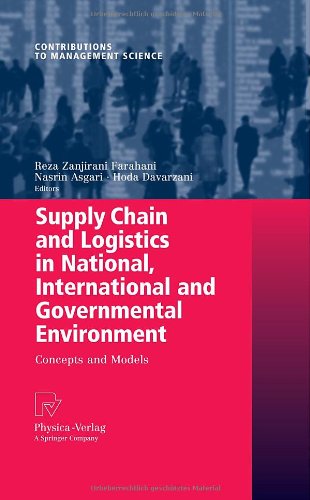 Urheberrechtlich geschütztes Material
CONTRIBUTIONS
TO MANAGEMENT SCIENCE
Reza Zanjirani Farahani
Nasrin Asgari · Hoda Davarzani
Editors
Supply Chain
and Logistics
in National,
International and
Governmental
Environment
Concepts and Models
Physica-Verlag
A Springer Company
Urheberrechtlich geschütztes Material